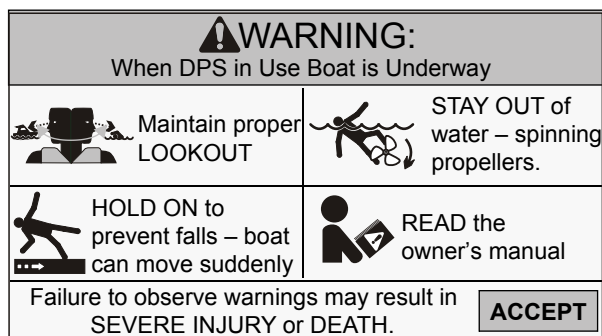 WARNING:
When DPS in Use Boat is Underway
Maintain proper
LOOKOUT
STAY OUT of
water – spinning
propellers.
HOLD ON to
prevent falls – boat
can move suddenly
READ the
owner's manual
Failure to observe warnings may result in
SEVERE INJURY or DEATH.
ACCEPT